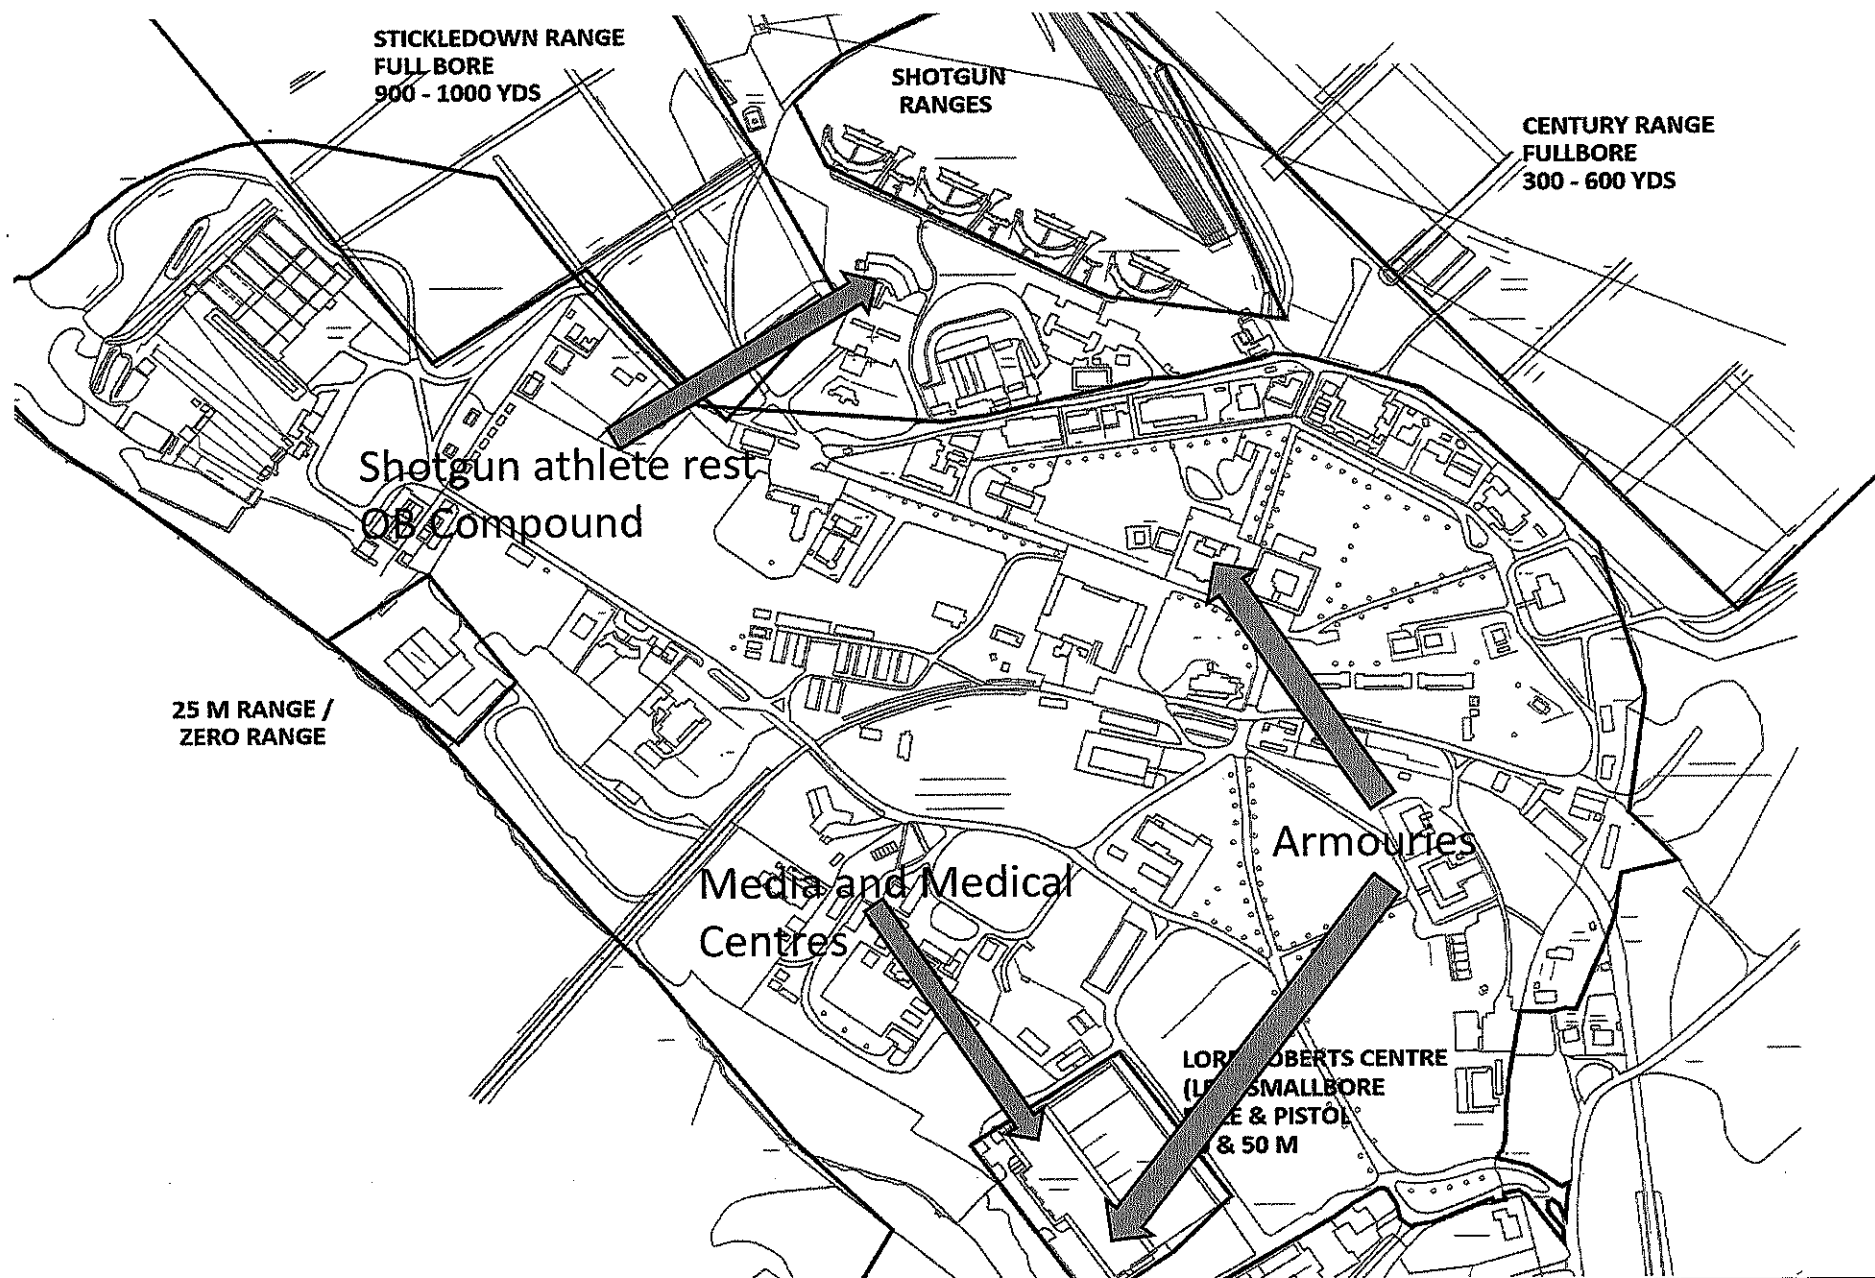 STICKLEDOWN RANGE
FULL BORE
900 - 1000 YDS
SHOTGUN
RANGES
CENTURY RANGE
FULLBORE
300 - 600 YDS
Shotgun athlete rest
OB Compound
25 M RANGE /
ZERO RANGE
Armouries
Media and Medical
Centres
CENTRE
SMALLBORE
& PISTOL
& 50 M